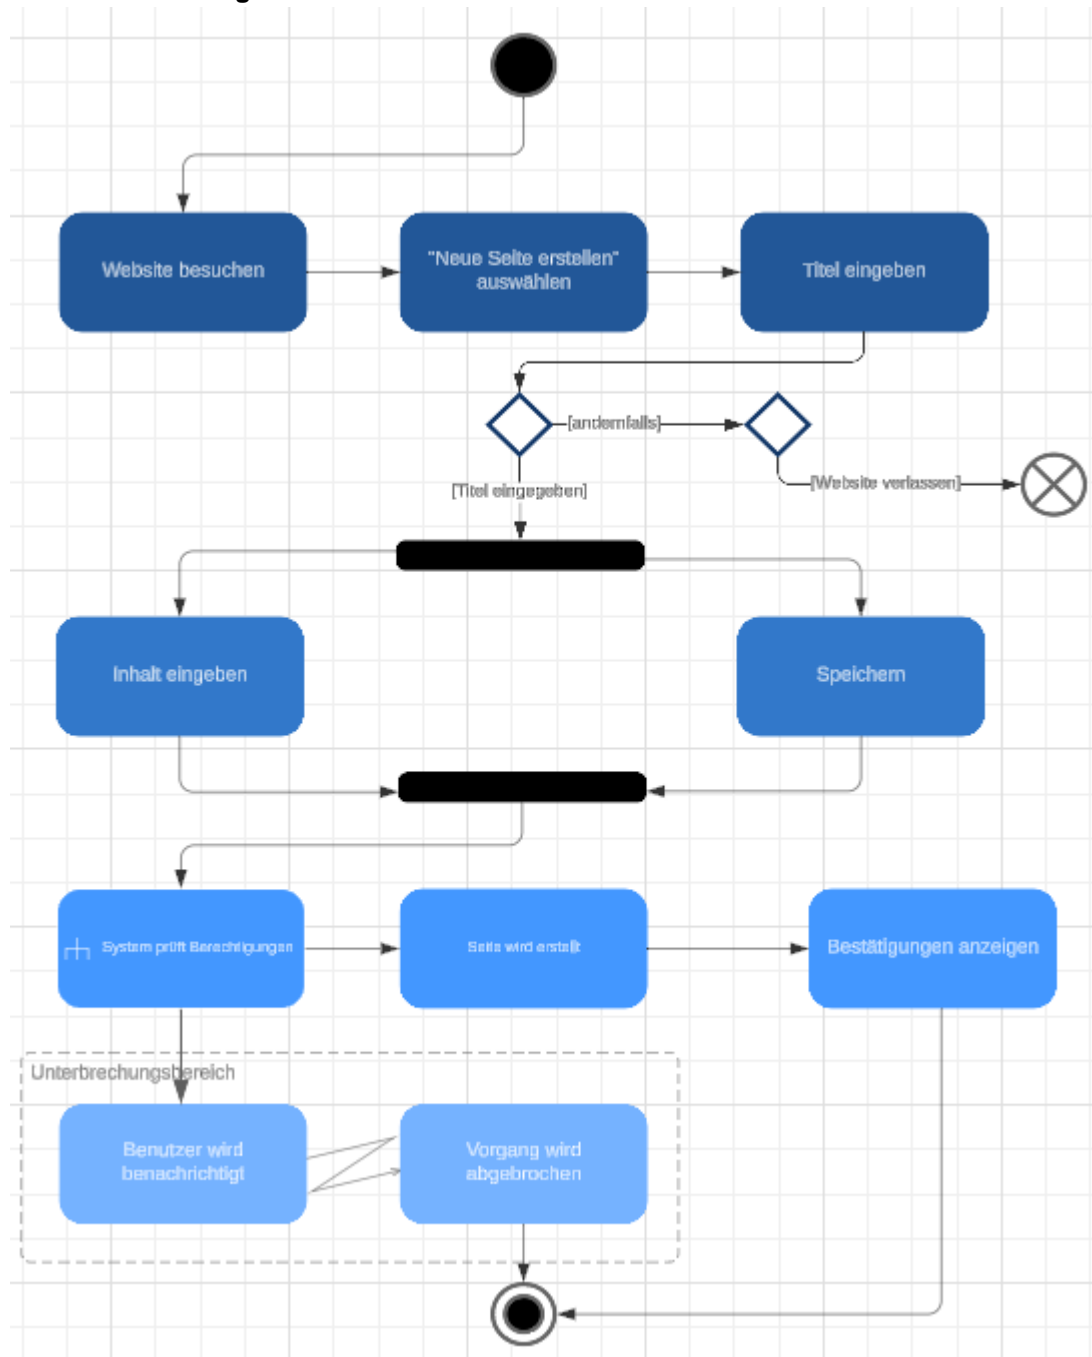 Website besuchen
"Neue Seite erstellen"
auswählen
Titel eingeben
[andernfalls]
[Titel eingegeben]
[Website verlassen]
Inhalt eingeben
Speichern
System prüft Berechtigungen
Seite wird erstellt
Bestätigungen anzeigen
Unterbrechungsbereich
Benutzer wird
benachrichtigt
Vorgang wird
abgebrochen